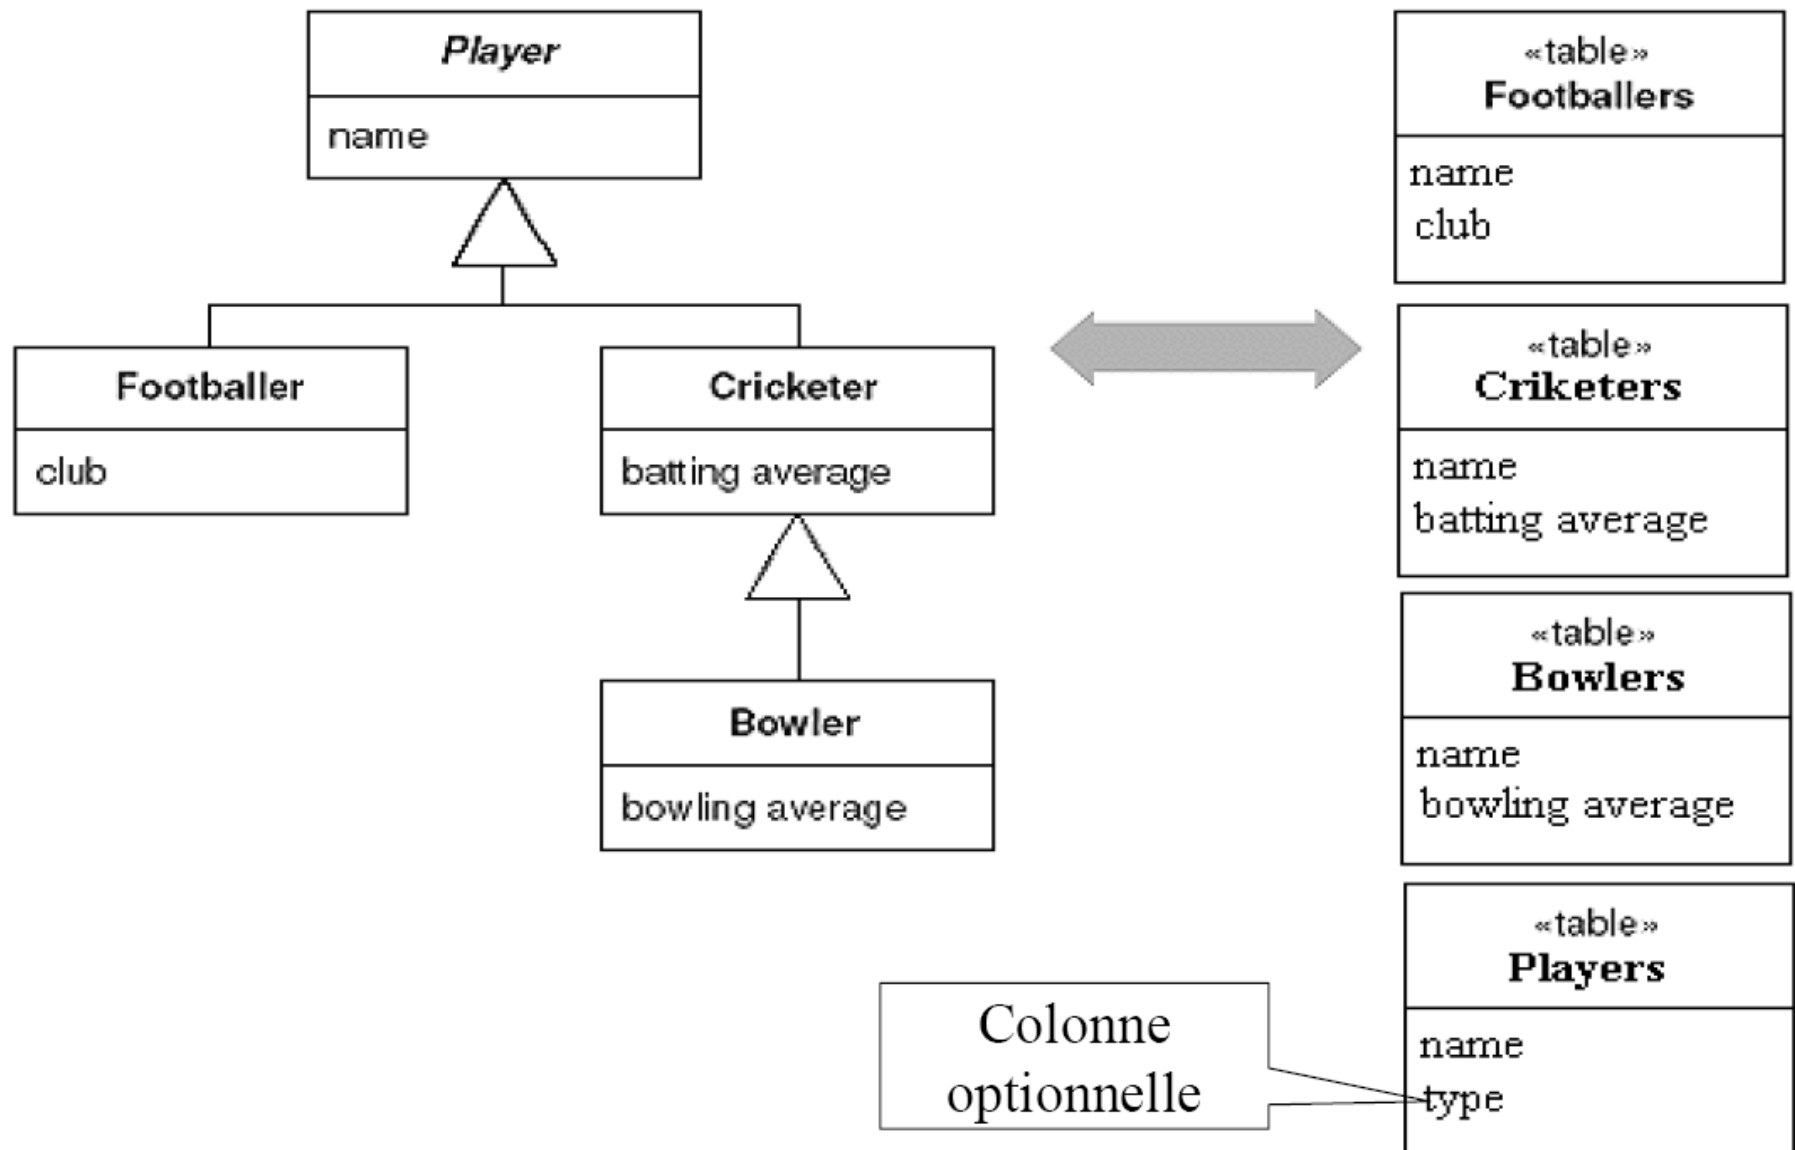 Player
name
Footballer
club
Cricketer
batting average
Bowler
bowling average
«table»
Footballers
name
club
«table»
Criketers
name
batting average
«table»
Bowlers
name
bowling average
«table»
Players
name
type
Colonne
optionnelle